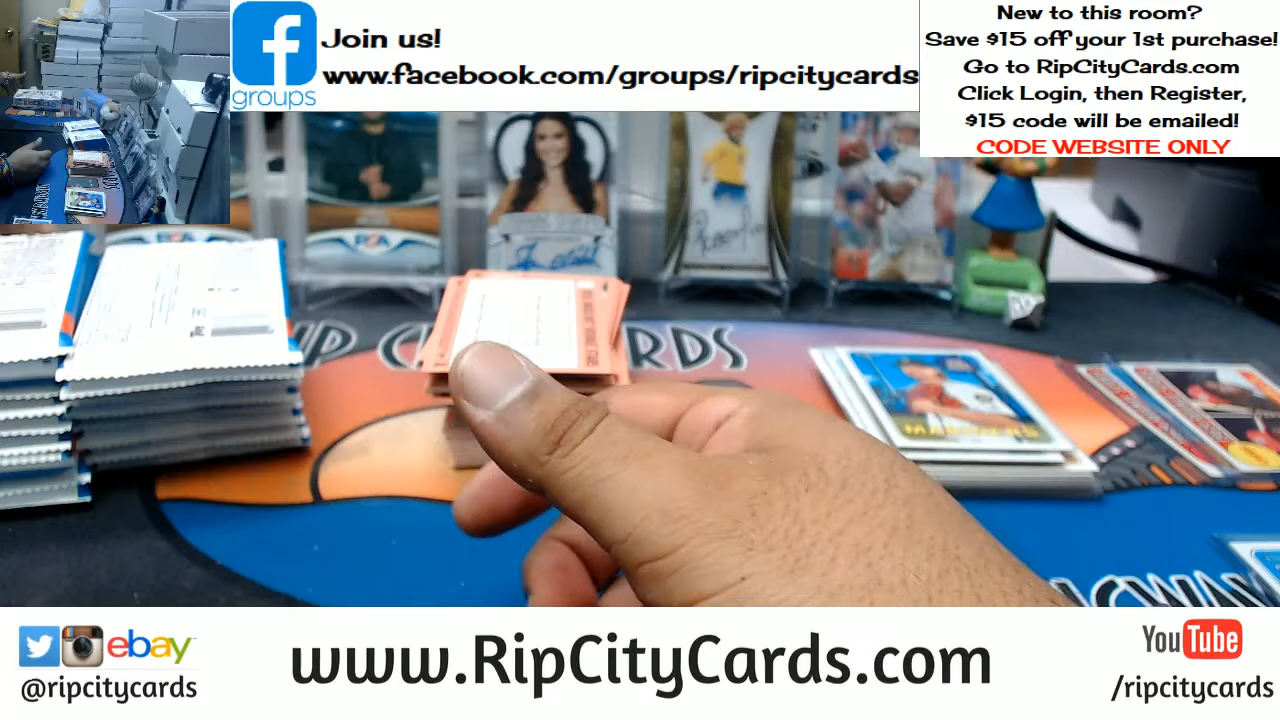 groups
Join us!
www.facebook.com/groups/ripcitycards
New to this room?
Save $15 off your 1st purchase!
Go to RipCityCards.com
Click Login, then Register,
$15 code will be emailed!
CODE WEBSITE ONLY
MARINERS
ebay
@ripcitycards
www.RipCityCards.com
YouTube
/ripcitycards